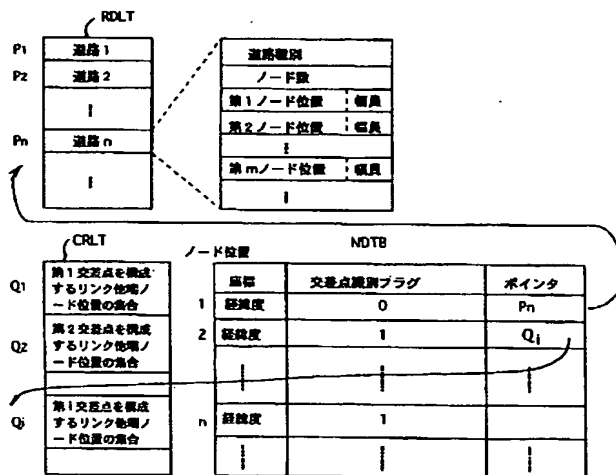 RDLT
P1 道路1
P2 道路2
Pn 道路n
道路種別
ノード数
第1ノード位置 幅員
第2ノード位置 幅員
第mノード位置 幅員
CRLT
Q1 第1交差点を構成
するリンク他端ノ
ード位置の集合
Q2 第2交差点を構成
するリンク他端ノ
ード位置の集合
Qi 第i交差点を構成
するリンク他端ノ
ード位置の集合
ノード位置 NDTB
座標 交差点識別フラグ ポインタ
1 経緯度 0 Pn
2 経緯度 1 Qi
n 経緯度 1